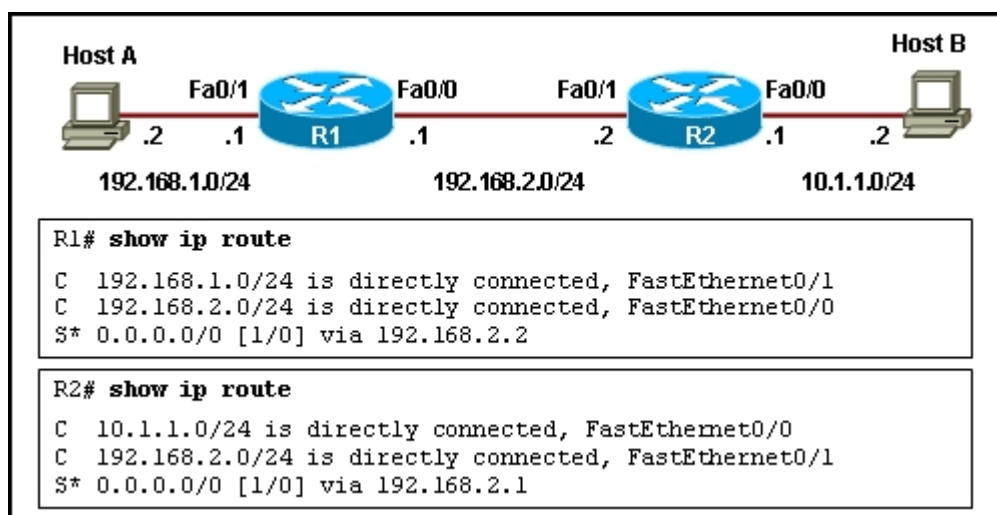 Host A
Host B
Fa0/1
Fa0/0
Fa0/1
Fa0/0
.2
.1
R1
.1
.2
R2
.1
.2
192.168.1.0/24
192.168.2.0/24
10.1.1.0/24
R1# show ip route
C 192.168.1.0/24 is directly connected, FastEthernet0/1
C 192.168.2.0/24 is directly connected, FastEthernet0/0
S* 0.0.0.0/0 [1/0] via 192.168.2.2
R2# show ip route
C 10.1.1.0/24 is directly connected, FastEthernet0/0
C 192.168.2.0/24 is directly connected, FastEthernet0/1
S* 0.0.0.0/0 [1/0] via 192.168.2.1